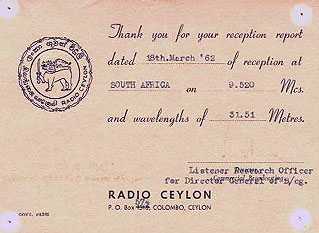 Thank you for your reception report
dated 18th.March '62 of reception at
SOUTH AFRICA on 9.520 Mcs.
and wavelengths of 31.51 Metres.
RADIO CEYLON
Listener Research Officer
for Director General of B/cg.
RADIO CEYLON
P. O. Box 574, COLOMBO, CEYLON